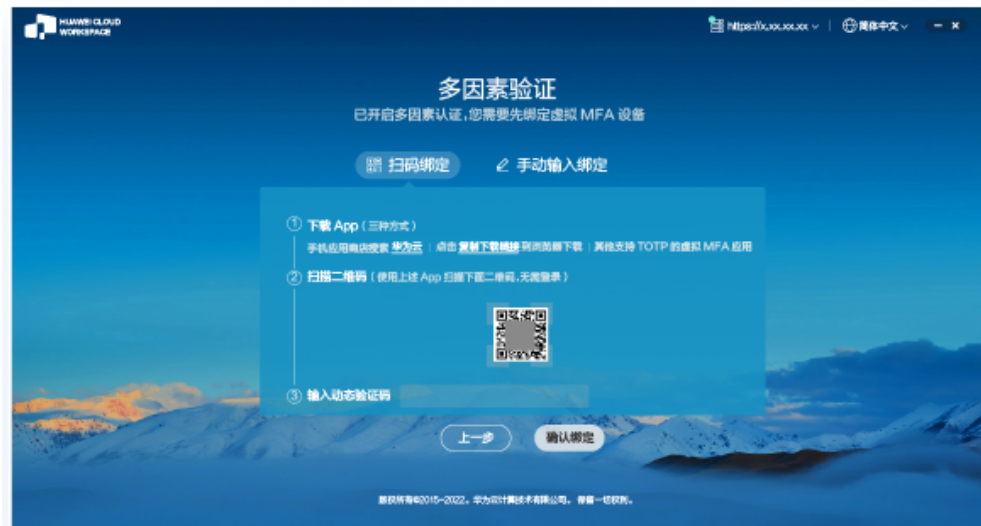 HUAWEI CLOUD
WORKSPACE
https://x.xx.xx.xx
简体中文
多因素验证
已开启多因素认证,您需要先绑定虚拟 MFA 设备
扫码绑定
手动输入绑定
① 下载 App(三种方式)
手机应用商店搜索 华为云 | 点击 复制下载链接 到浏览器下载 | 其他支持 TOTP 的虚拟 MFA 应用
② 扫描二维码(使用上述 App 扫描下面二维码,无需登录)
③ 输入动态验证码
上一步
确认绑定
版权所有©2015-2022。华为云计算技术有限公司。保留一切权利。